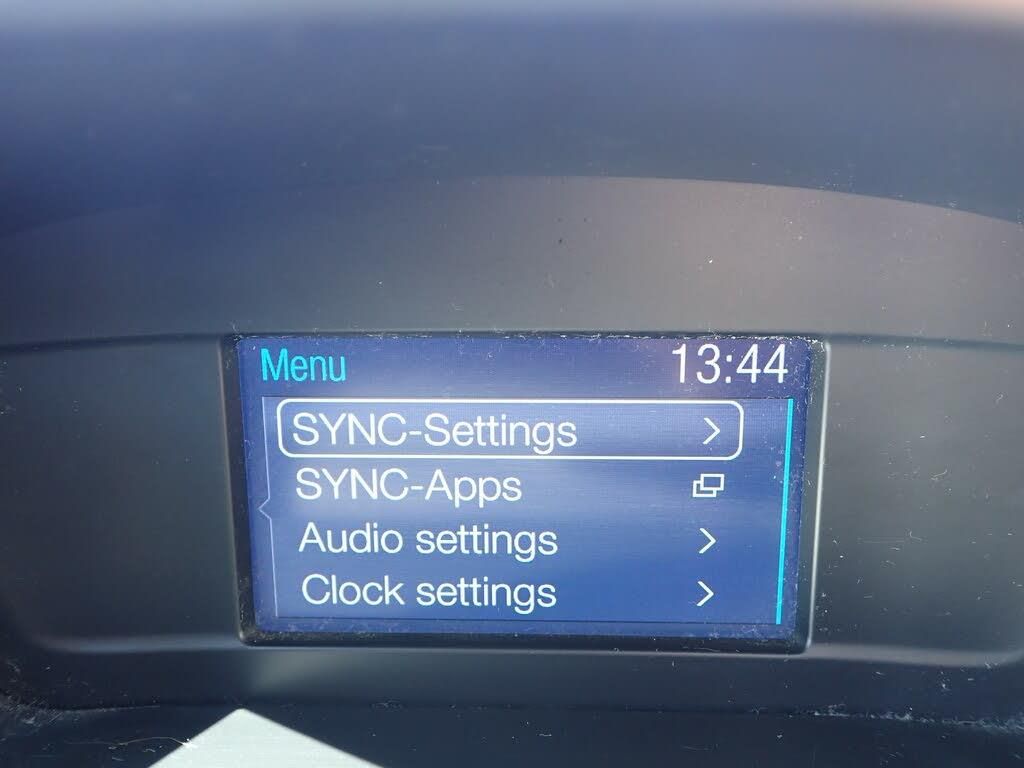 Menu 13:44
SYNC-Settings
SYNC-Apps
Audio settings
Clock settings